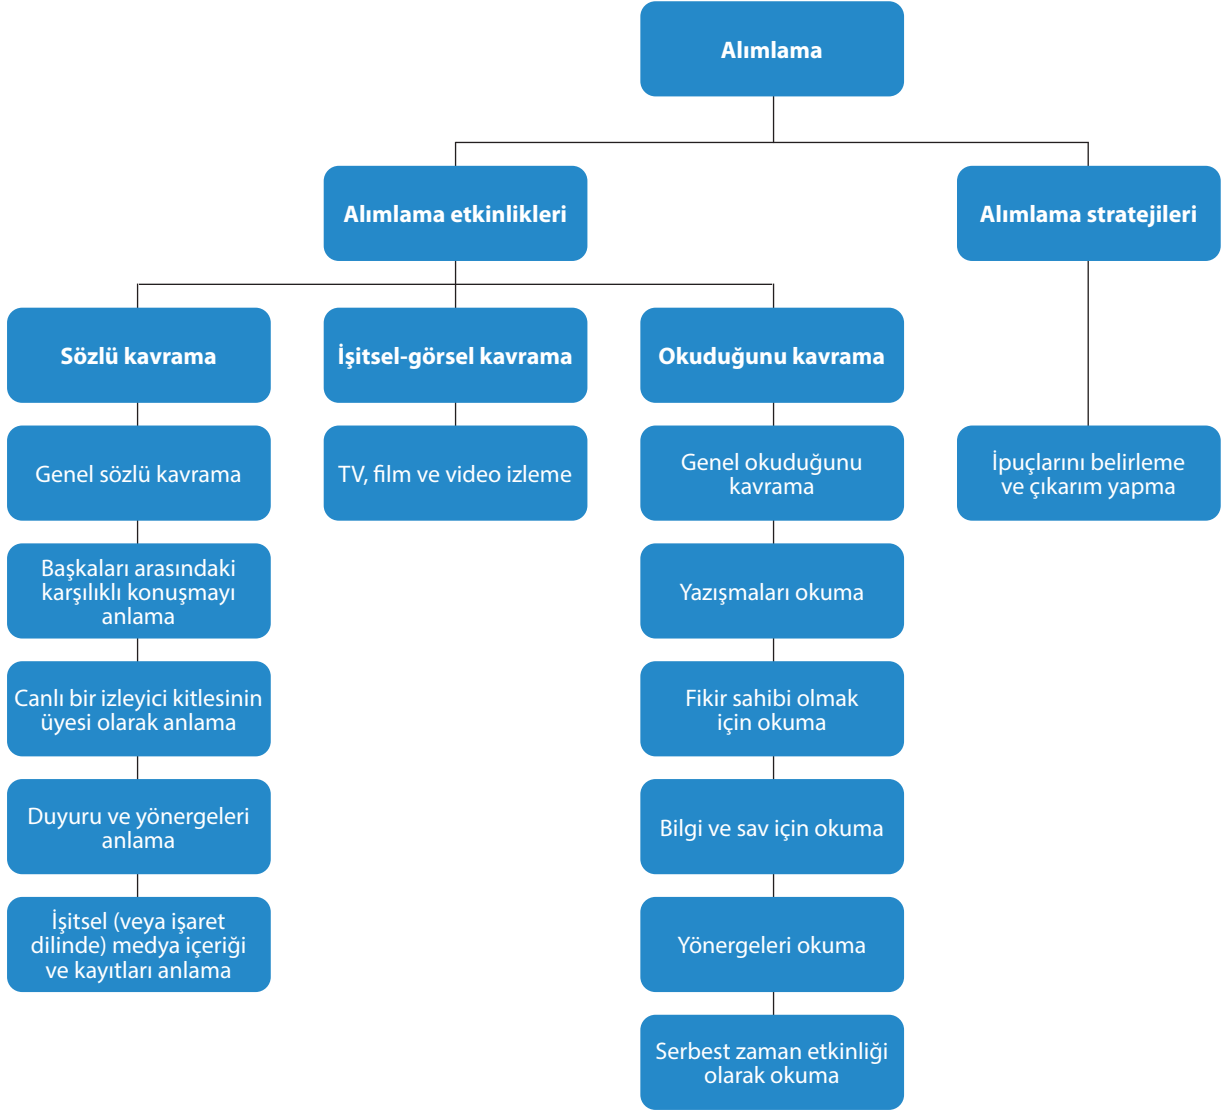 Alımlama
Alımlama etkinlikleri
Alımlama stratejileri
Sözlü kavrama
İşitsel-görsel kavrama
Okuduğunu kavrama
Genel sözlü kavrama
TV, film ve video izleme
Genel okuduğunu
kavrama
İpuçlarını belirleme
ve çıkarım yapma
Başkaları arasındaki
karşılıklı konuşmayı
anlama
Yazışmaları okuma
Canlı bir izleyici kitlesinin
üyesi olarak anlama
Fikir sahibi olmak
için okuma
Duyuru ve yönergeleri
anlama
Bilgi ve sav için okuma
İşitsel (veya işaret
dilinde) medya içeriği
ve kayıtları anlama
Yönergeleri okuma
Serbest zaman etkinliği
olarak okuma